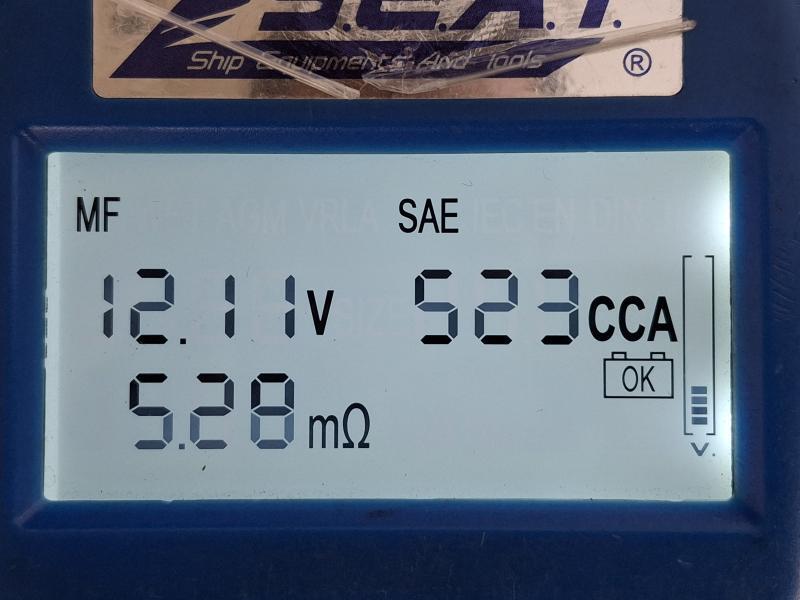 S.E.A.T.
Ship Equipments And Tools ®
MF SAE
12.11 V 523 CCA
OK
5.28 mΩ
V.